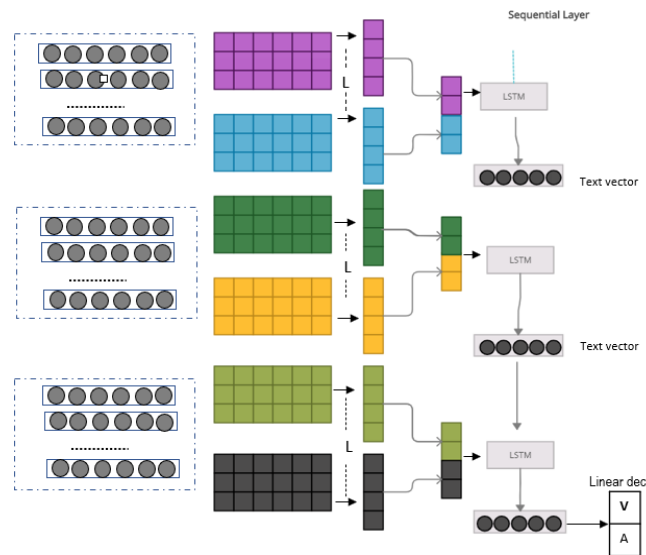 Sequential Layer
L
LSTM
Text vector
L
LSTM
Text vector
L
LSTM
Linear dec
V
A